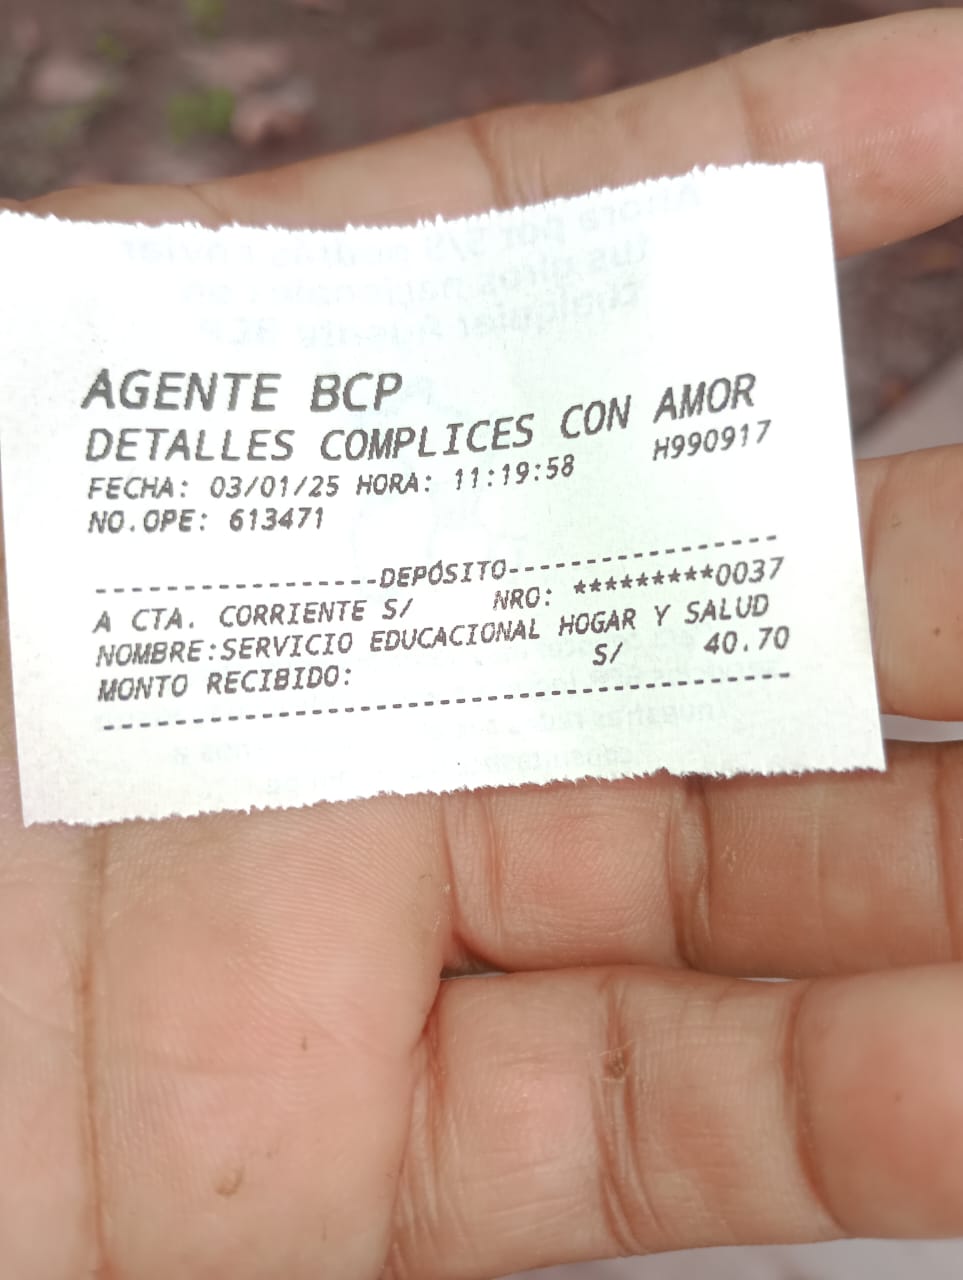 AGENTE BCP
DETALLES COMPLICES CON AMOR
FECHA: 03/01/25 HORA: 11:19:58 H990917
NO.OPE: 613471
-----------------DEPÓSITO----------------
A CTA. CORRIENTE S/ NRO: *********0037
NOMBRE:SERVICIO EDUCACIONAL HOGAR Y SALUD
MONTO RECIBIDO: S/ 40.70